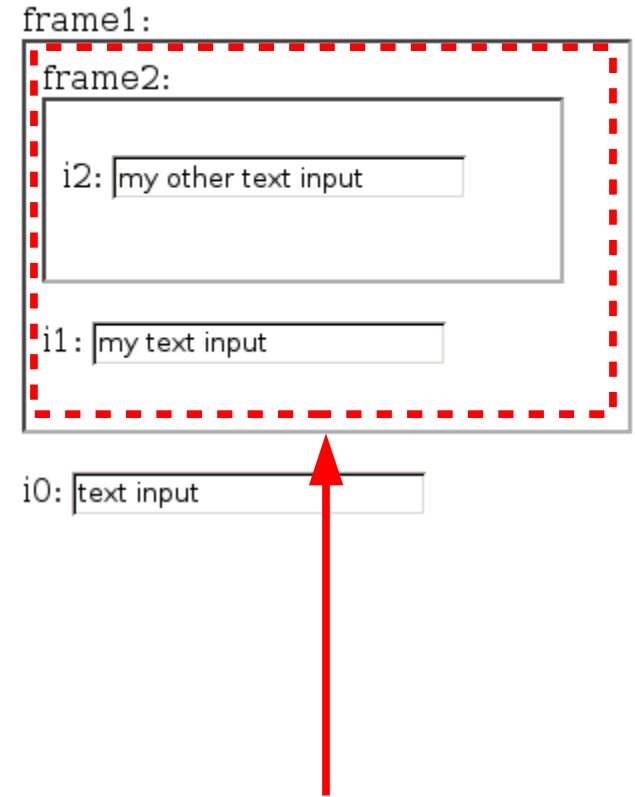 frame1:
frame2:
i2: my other text input
i1: my text input
i0: text input